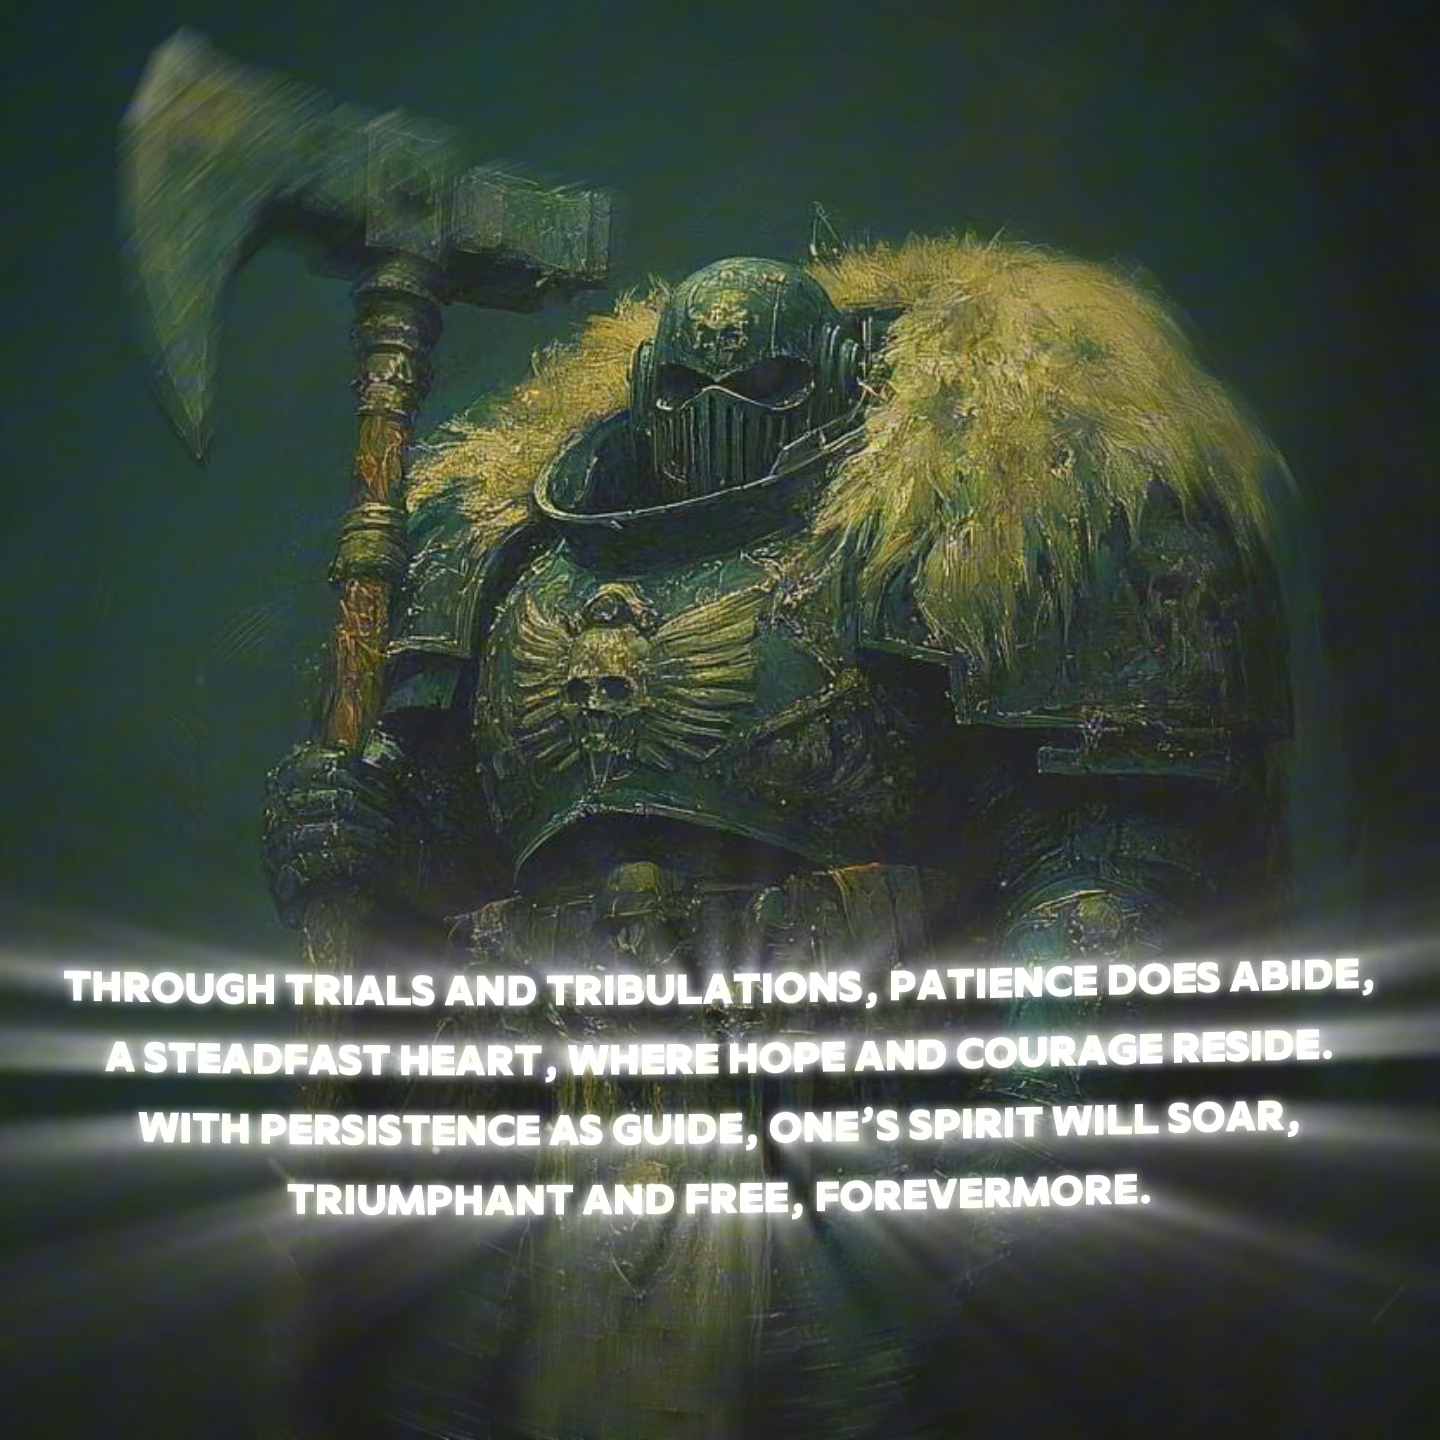 THROUGH TRIALS AND TRIBULATIONS, PATIENCE DOES ABIDE,
A STEADFAST HEART, WHERE HOPE AND COURAGE RESIDE.
WITH PERSISTENCE AS GUIDE, ONE'S SPIRIT WILL SOAR,
TRIUMPHANT AND FREE, FOREVERMORE.